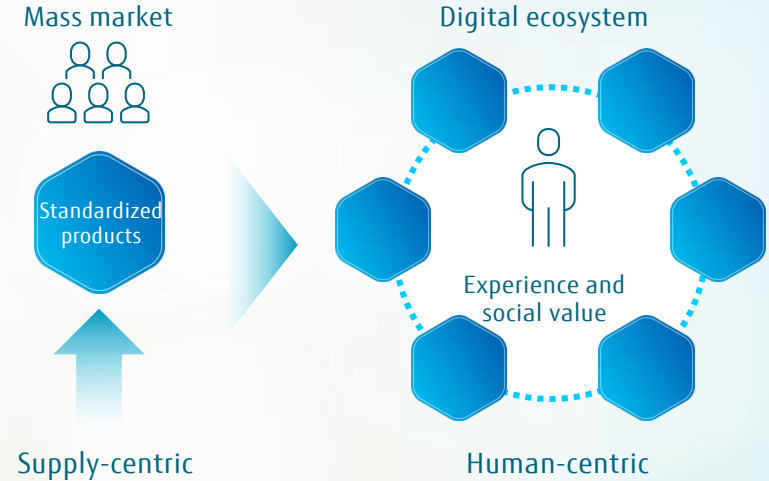 Mass market
Standardized
products
Supply-centric
Digital ecosystem
Experience and
social value
Human-centric